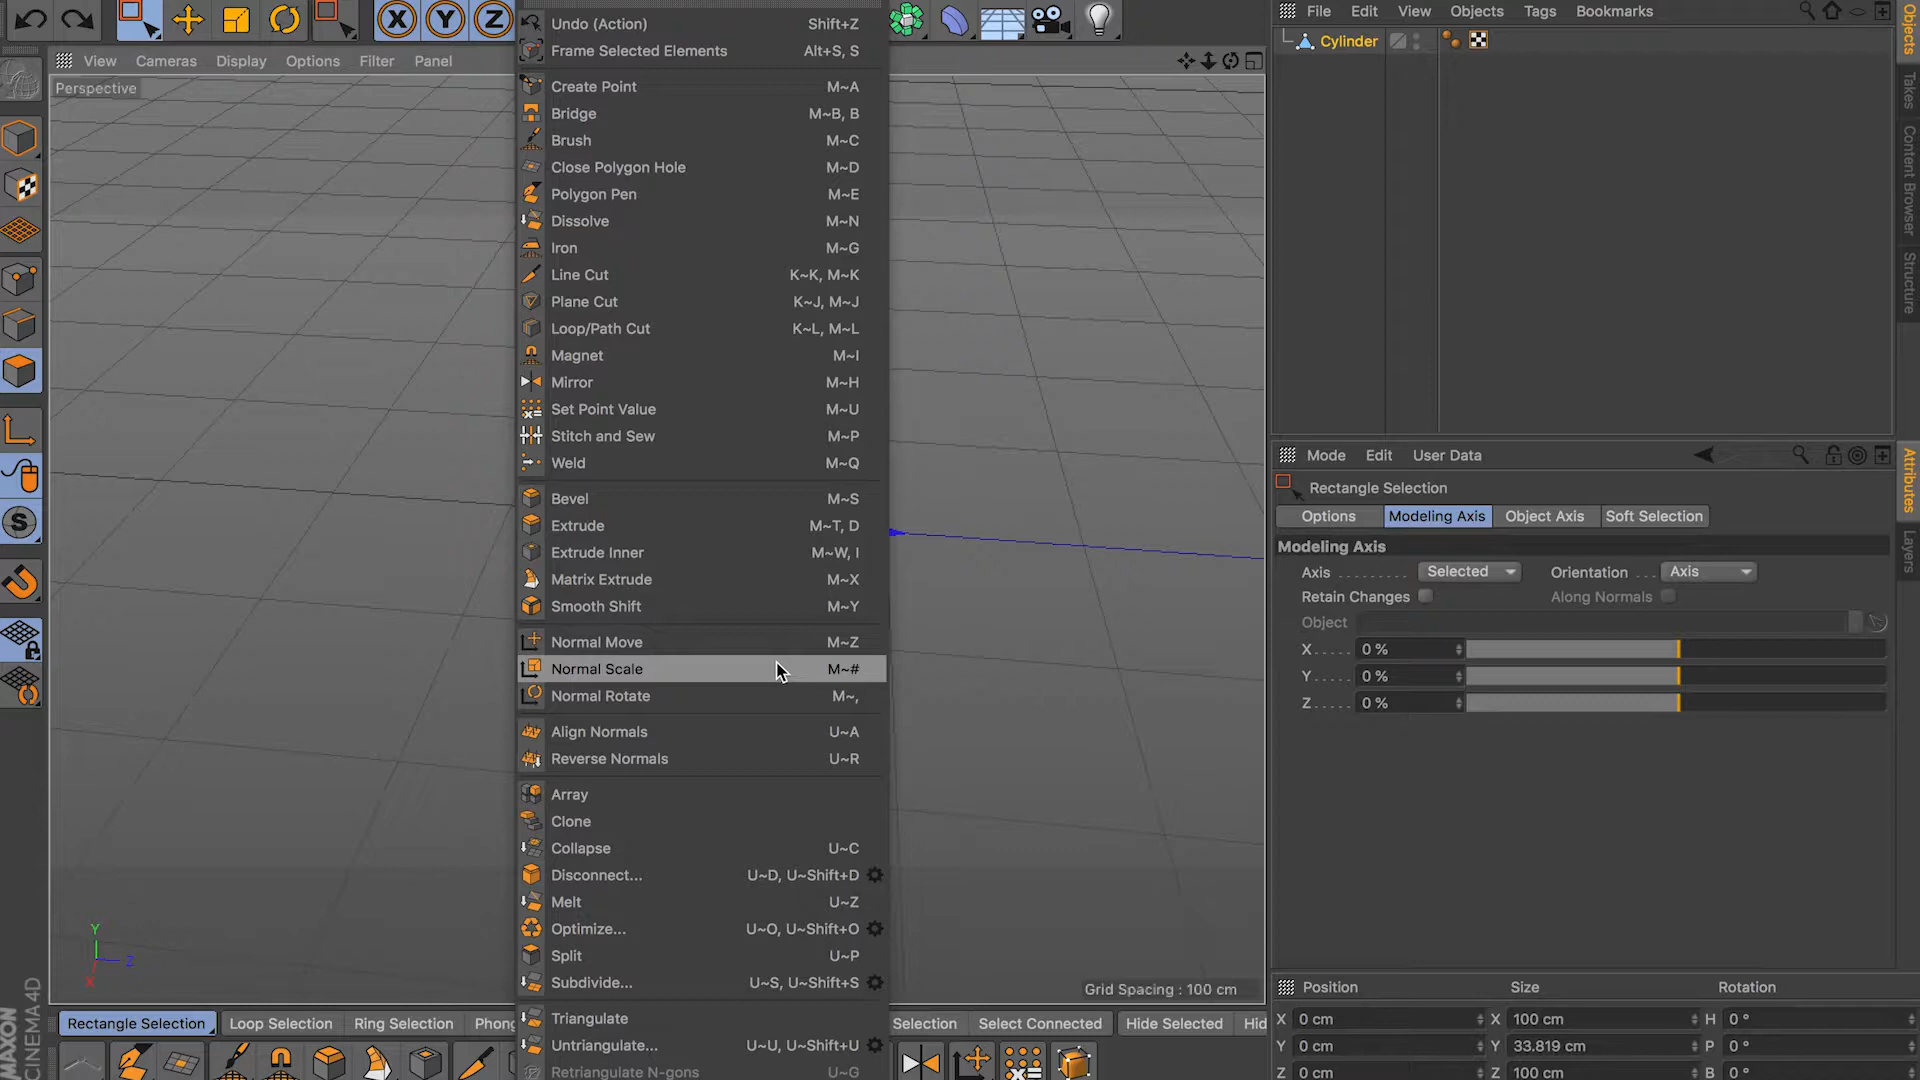 X Y Z
View Cameras Display Options Filter Panel
Perspective
Undo (Action) Shift+Z
Frame Selected Elements Alt+S, S
Create Point M~A
Bridge M~B, B
Brush M~C
Close Polygon Hole M~D
Polygon Pen M~E
Dissolve M~N
Iron M~G
Line Cut K~K, M~K
Plane Cut K~J, M~J
Loop/Path Cut K~L, M~L
Magnet M~I
Mirror M~H
Set Point Value M~U
Stitch and Sew M~P
Weld M~Q
Bevel M~S
Extrude M~T, D
Extrude Inner M~W, I
Matrix Extrude M~X
Smooth Shift M~Y
Normal Move M~Z
Normal Scale M~#
Normal Rotate M~,
Align Normals U~A
Reverse Normals U~R
Array
Clone
Collapse U~C
Disconnect... U~D, U~Shift+D
Melt U~Z
Optimize... U~O, U~Shift+O
Split U~P
Subdivide... U~S, U~Shift+S
Triangulate
Untriangulate... U~U, U~Shift+U
Retriangulate N-gons U~G
S
Y
Z
X
MAXON
CINEMA 4D
Grid Spacing : 100 cm
Rectangle Selection Loop Selection Ring Selection Phong Selection Select Connected Hide Selected Hid
File Edit View Objects Tags Bookmarks
Cylinder
Objects
Takes
Content Browser
Structure
Mode Edit User Data
Rectangle Selection
Options Modeling Axis Object Axis Soft Selection
Modeling Axis
Axis ......... Selected Orientation ... Axis
Retain Changes Along Normals
Object
X..... 0 %
Y..... 0 %
Z..... 0 %
Attributes
Layers
Position Size Rotation
X 0 cm X 100 cm H 0 °
Y 0 cm Y 33.819 cm P 0 °
Z 0 cm Z 100 cm B 0 °